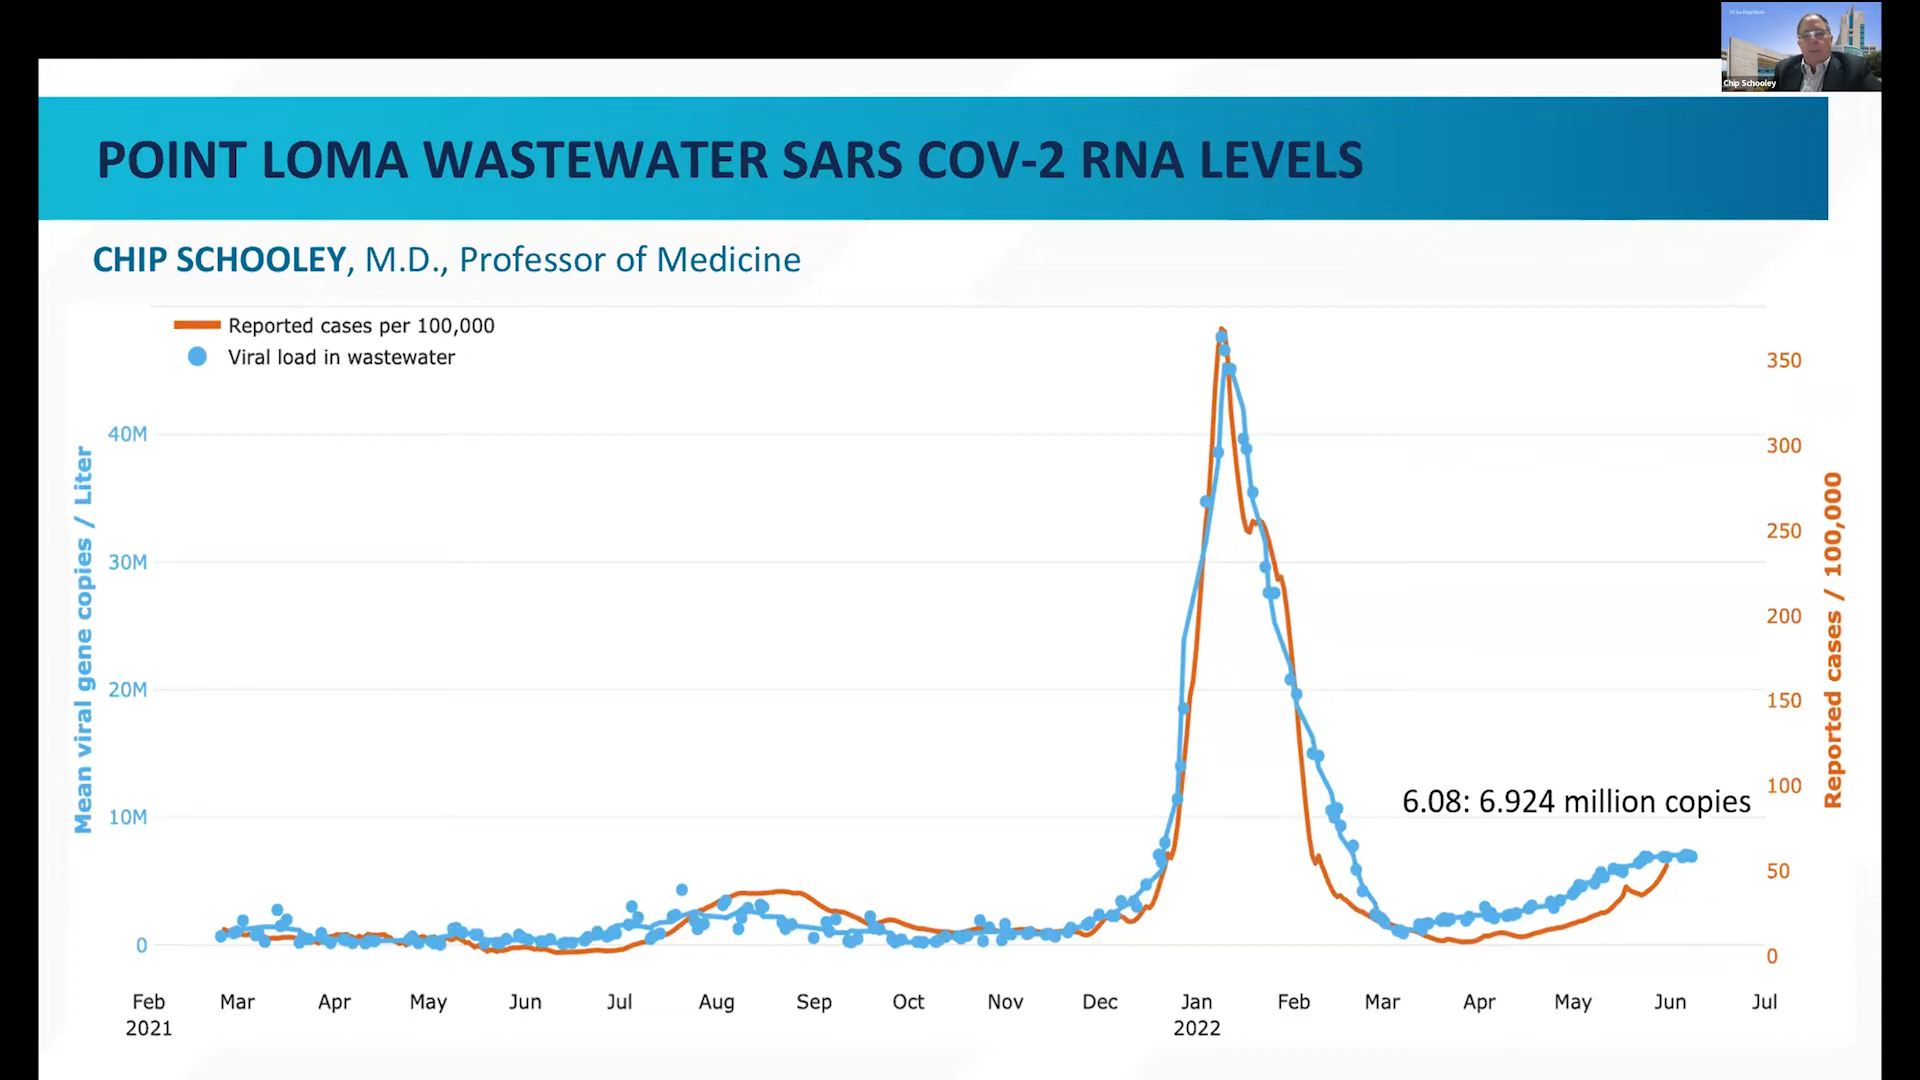 Chip Schooley
POINT LOMA WASTEWATER SARS COV-2 RNA LEVELS
CHIP SCHOOLEY, M.D., Professor of Medicine
Reported cases per 100,000
Viral load in wastewater
Mean viral gene copies / Liter
40M
30M
20M
10M
0
350
300
250
200
150
100
50
0
Reported cases / 100,000
6.08: 6.924 million copies
Feb Mar Apr May Jun Jul Aug Sep Oct Nov Dec Jan Feb Mar Apr May Jun Jul
2021 2022